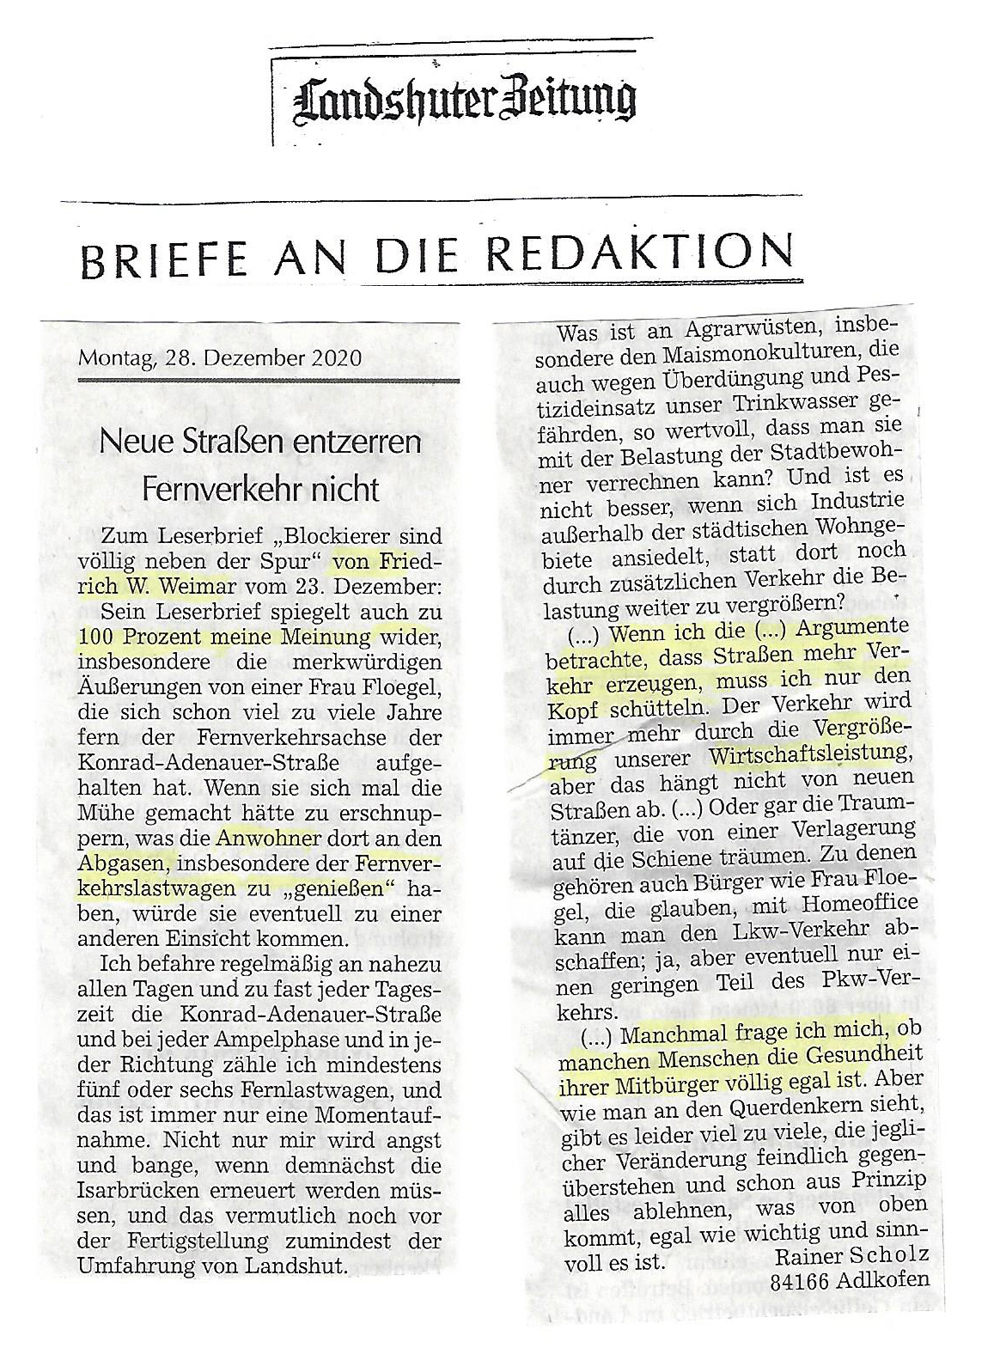 Landshuter Zeitung
BRIEFE AN DIE REDAKTION
Montag, 28. Dezember 2020
Neue Straßen entzerren
Fernverkehr nicht
Zum Leserbrief „Blockierer sind
völlig neben der Spur“ von Fried-
rich W. Weimar vom 23. Dezember:
Sein Leserbrief spiegelt auch zu
100 Prozent meine Meinung wider,
insbesondere die merkwürdigen
Äußerungen von einer Frau Floegel,
die sich schon viel zu viele Jahre
fern der Fernverkehrsachse der
Konrad-Adenauer-Straße aufge-
halten hat. Wenn sie sich mal die
Mühe gemacht hätte zu erschnup-
pern, was die Anwohner dort an den
Abgasen, insbesondere der Fernver-
kehrslastwagen zu „genießen“ ha-
ben, würde sie eventuell zu einer
anderen Einsicht kommen.
Ich befahre regelmäßig an nahezu
allen Tagen und zu fast jeder Tages-
zeit die Konrad-Adenauer-Straße
und bei jeder Ampelphase und in je-
der Richtung zähle ich mindestens
fünf oder sechs Fernlastwagen, und
das ist immer nur eine Momentauf-
nahme. Nicht nur mir wird angst
und bange, wenn demnächst die
Isarbrücken erneuert werden müs-
sen, und das vermutlich noch vor
der Fertigstellung zumindest der
Umfahrung von Landshut.
Was ist an Agrarwüsten, insbe-
sondere den Maismonokulturen, die
auch wegen Überdüngung und Pes-
tizideinsatz unser Trinkwasser ge-
fährden, so wertvoll, dass man sie
mit der Belastung der Stadtbewoh-
ner verrechnen kann? Und ist es
nicht besser, wenn sich Industrie
außerhalb der städtischen Wohnge-
biete ansiedelt, statt dort noch
durch zusätzlichen Verkehr die Be-
lastung weiter zu vergrößern?
(...) Wenn ich die (...) Argumente
betrachte, dass Straßen mehr Ver-
kehr erzeugen, muss ich nur den
Kopf schütteln. Der Verkehr wird
immer mehr durch die Vergröße-
rung unserer Wirtschaftsleistung,
aber das hängt nicht von neuen
Straßen ab. (...) Oder gar die Traum-
tänzer, die von einer Verlagerung
auf die Schiene träumen. Zu denen
gehören auch Bürger wie Frau Floe-
gel, die glauben, mit Homeoffice
kann man den Lkw-Verkehr ab-
schaffen; ja, aber eventuell nur ei-
nen geringen Teil des Pkw-Ver-
kehrs.
(...) Manchmal frage ich mich, ob
manchen Menschen die Gesundheit
ihrer Mitbürger völlig egal ist. Aber
wie man an den Querdenkern sieht,
gibt es leider viel zu viele, die jegli-
cher Veränderung feindlich gegen-
überstehen und schon aus Prinzip
alles ablehnen, was von oben
kommt, egal wie wichtig und sinn-
voll es ist. Rainer Scholz
84166 Adlkofen